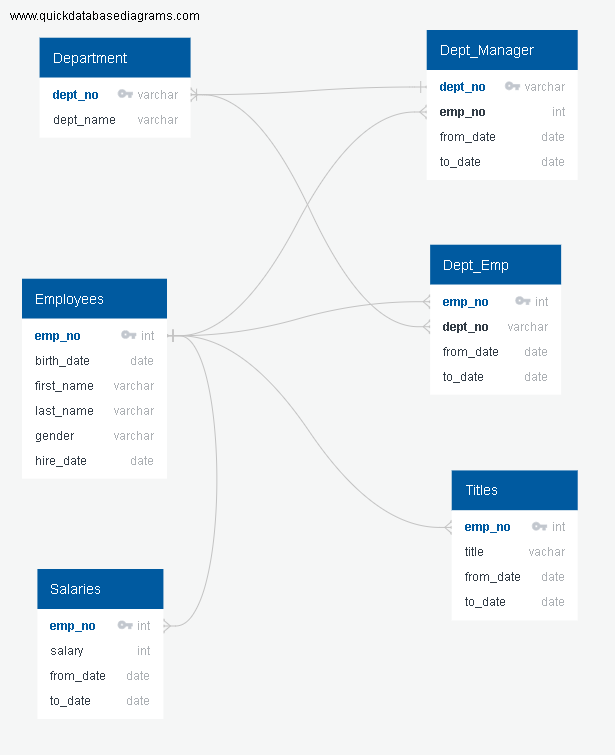 www.quickdatabasediagrams.com
Department
dept_no varchar
dept_name varchar
Dept_Manager
dept_no varchar
emp_no int
from_date date
to_date date
Dept_Emp
emp_no int
dept_no varchar
from_date date
to_date date
Employees
emp_no int
birth_date date
first_name varchar
last_name varchar
gender varchar
hire_date date
Titles
emp_no int
title vachar
from_date date
to_date date
Salaries
emp_no int
salary int
from_date date
to_date date